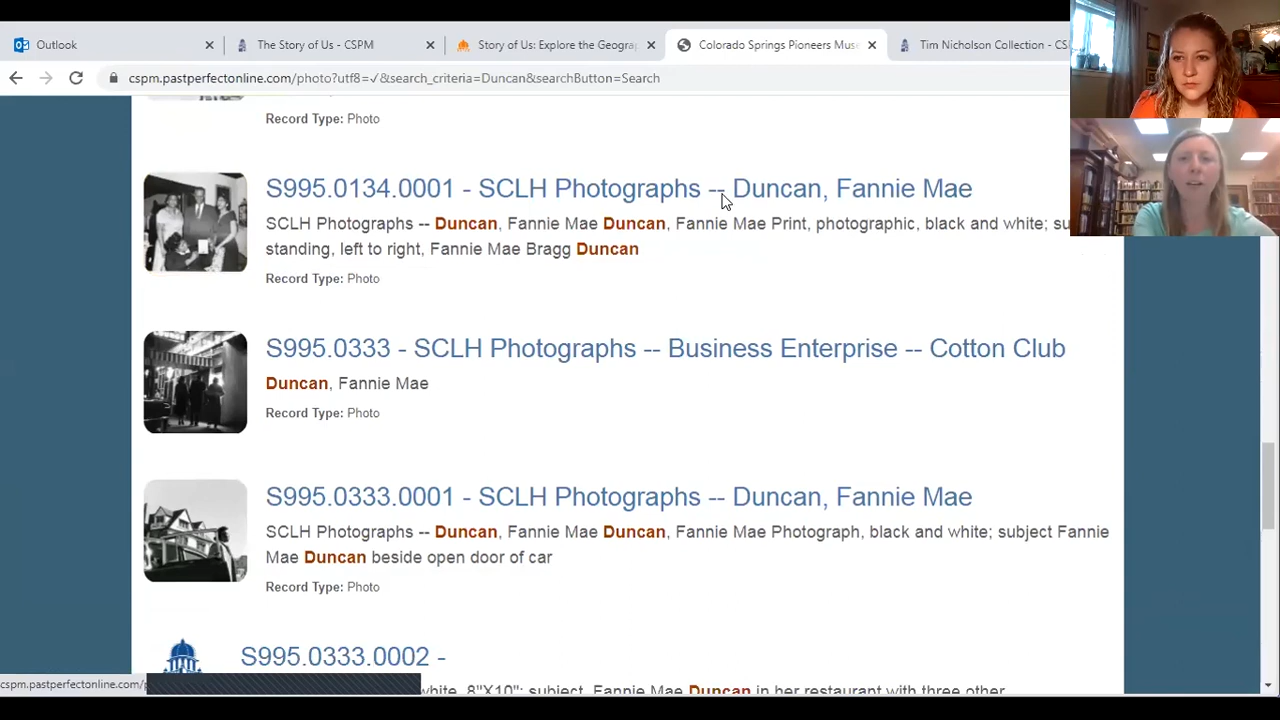 Outlook
The Story of Us - CSPM
Story of Us: Explore the Geogra
Colorado Springs Pioneers Mus
Tim Nicholson Collection - CS
cspm.pastperfectonline.com/photo?utf8=✓&search_criteria=Duncan&searchButton=Search
Record Type: Photo
S995.0134.0001 - SCLH Photographs -- Duncan, Fannie Mae
SCLH Photographs -- Duncan, Fannie Mae Duncan, Fannie Mae Print, photographic, black and white; su
standing, left to right, Fannie Mae Bragg Duncan
Record Type: Photo
S995.0333 - SCLH Photographs -- Business Enterprise -- Cotton Club
Duncan, Fannie Mae
Record Type: Photo
S995.0333.0001 - SCLH Photographs -- Duncan, Fannie Mae
SCLH Photographs -- Duncan, Fannie Mae Duncan, Fannie Mae Photograph, black and white; subject Fannie
Mae Duncan beside open door of car
Record Type: Photo
S995.0333.0002 -
cspm.pastperfectonline.com/
white, 8"X10"; subject, Fannie Mae Duncan in her restaurant with three other